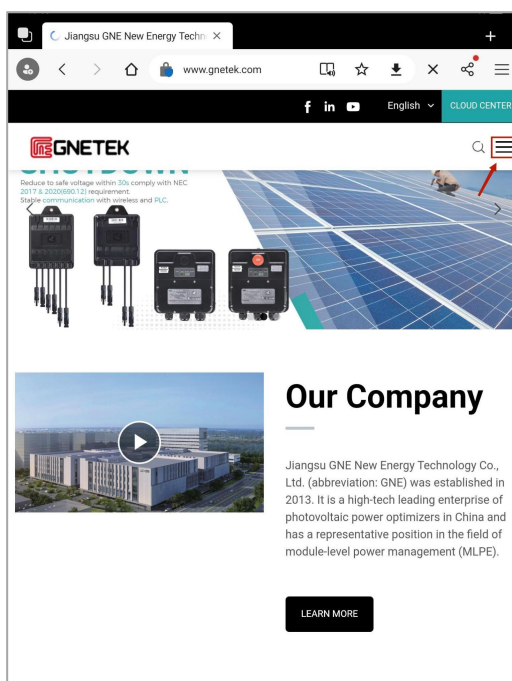 Jiangsu GNE New Energy Techn
www.gnetek.com
English
CLOUD CENTER
GNETEK
SHUTDOWN
Reduce to safe voltage within 30s comply with NEC
2017 & 2020(690.12) requirement.
Stable communication with wireless and PLC.
Our Company
Jiangsu GNE New Energy Technology Co.,
Ltd. (abbreviation: GNE) was established in
2013. It is a high-tech leading enterprise of
photovoltaic power optimizers in China and
has a representative position in the field of
module-level power management (MLPE).
LEARN MORE